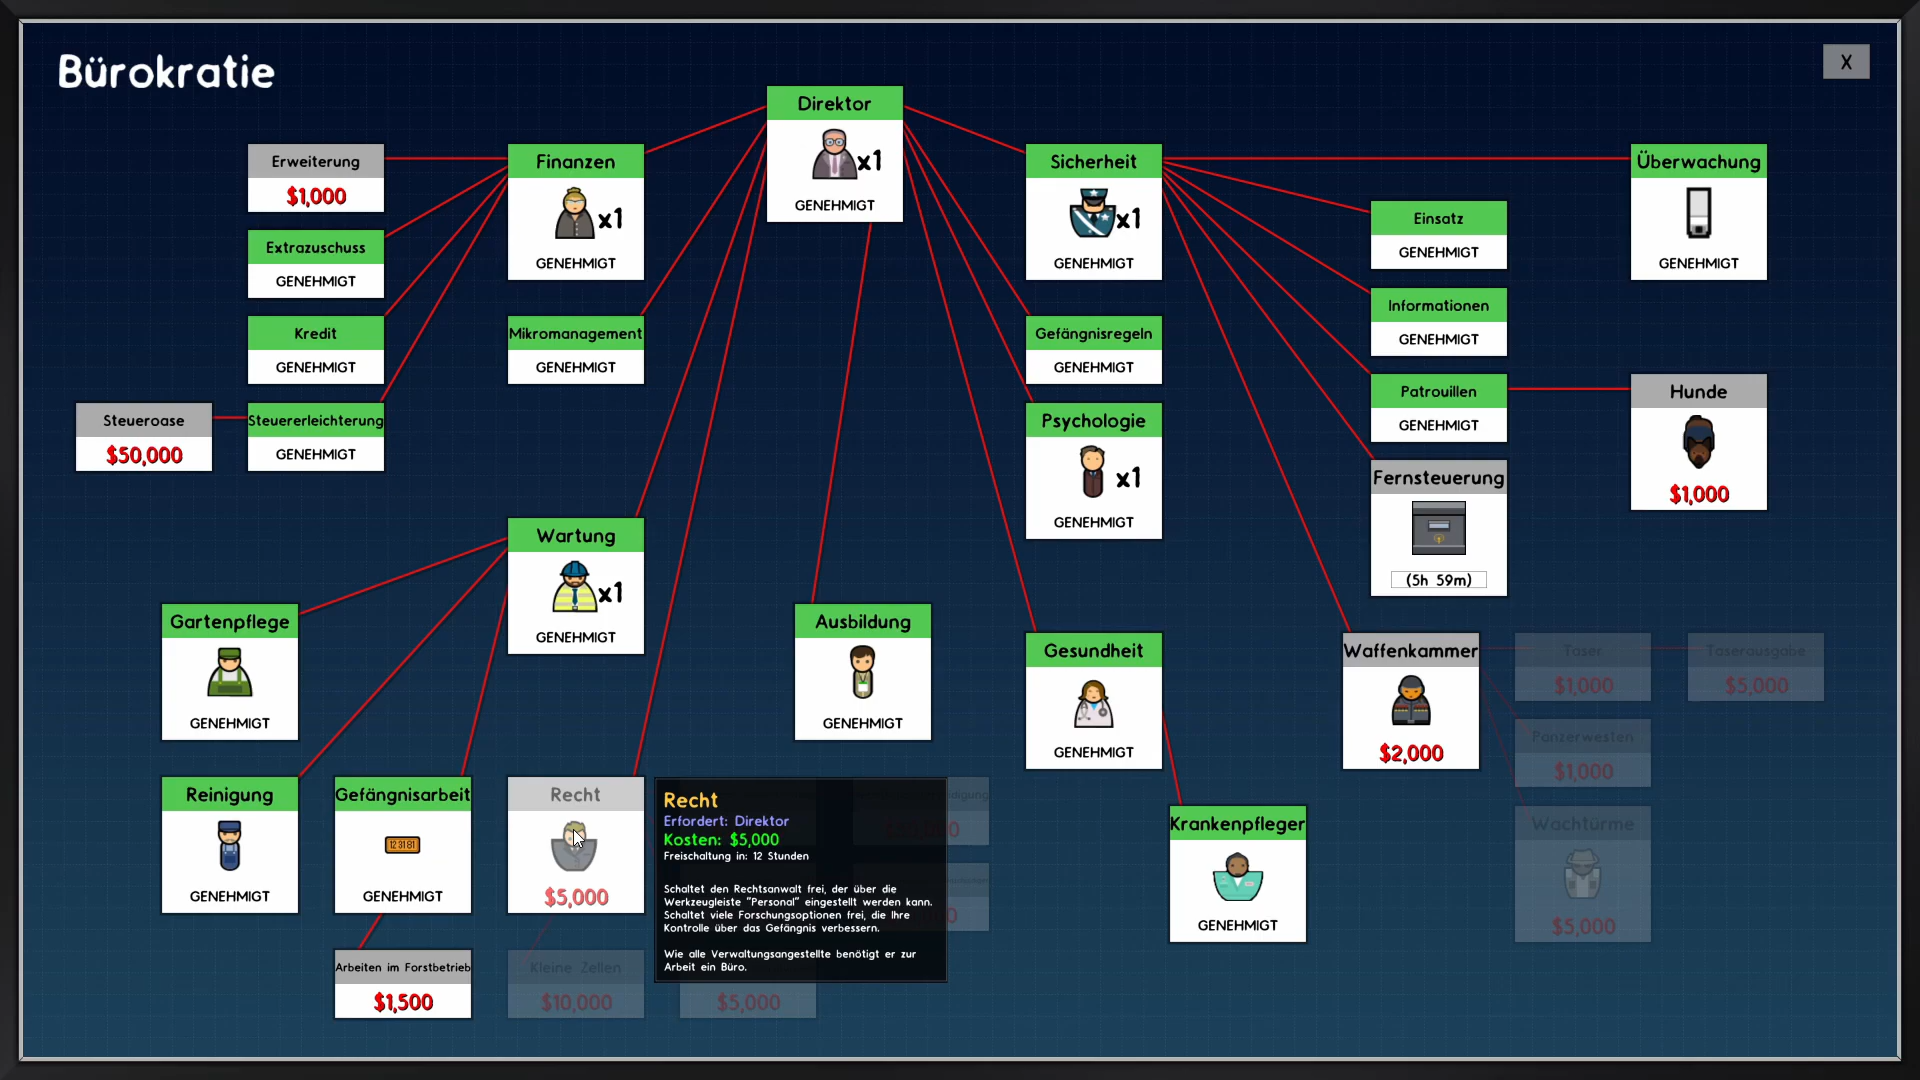 Bürokratie
X
Direktor
x1
GENEHMIGT
Erweiterung
$1,000
Finanzen
x1
GENEHMIGT
Sicherheit
x1
GENEHMIGT
Überwachung
GENEHMIGT
Extrazuschuss
GENEHMIGT
Einsatz
GENEHMIGT
Kredit
GENEHMIGT
Mikromanagement
GENEHMIGT
Gefängnisregeln
GENEHMIGT
Informationen
GENEHMIGT
Steueroase
$50,000
Steuererleichterung
GENEHMIGT
Psychologie
x1
GENEHMIGT
Patrouillen
GENEHMIGT
Hunde
$1,000
Fernsteuerung
(5h 59m)
Wartung
x1
GENEHMIGT
Gartenpflege
GENEHMIGT
Ausbildung
GENEHMIGT
Gesundheit
GENEHMIGT
Waffenkammer
$2,000
Taser
$1,000
Taserausgabe
$5,000
Panzerwesten
$1,000
Reinigung
GENEHMIGT
Gefängnisarbeit
12 31 81
GENEHMIGT
Recht
$5,000
Recht
Erfordert: Direktor
Kosten: $5,000
Freischaltung in: 12 Stunden
Schaltet den Rechtsanwalt frei, der über die
Werkzeugleiste "Personal" eingestellt werden kann.
Schaltet viele Forschungsoptionen frei, die Ihre
Kontrolle über das Gefängnis verbessern.
Wie alle Verwaltungsangestellte benötigt er zur
Arbeit ein Büro.
Krankenpfleger
GENEHMIGT
Wachtürme
$5,000
Arbeiten im Forstbetrieb
$1,500
Kleine Zellen
$10,000
$5,000